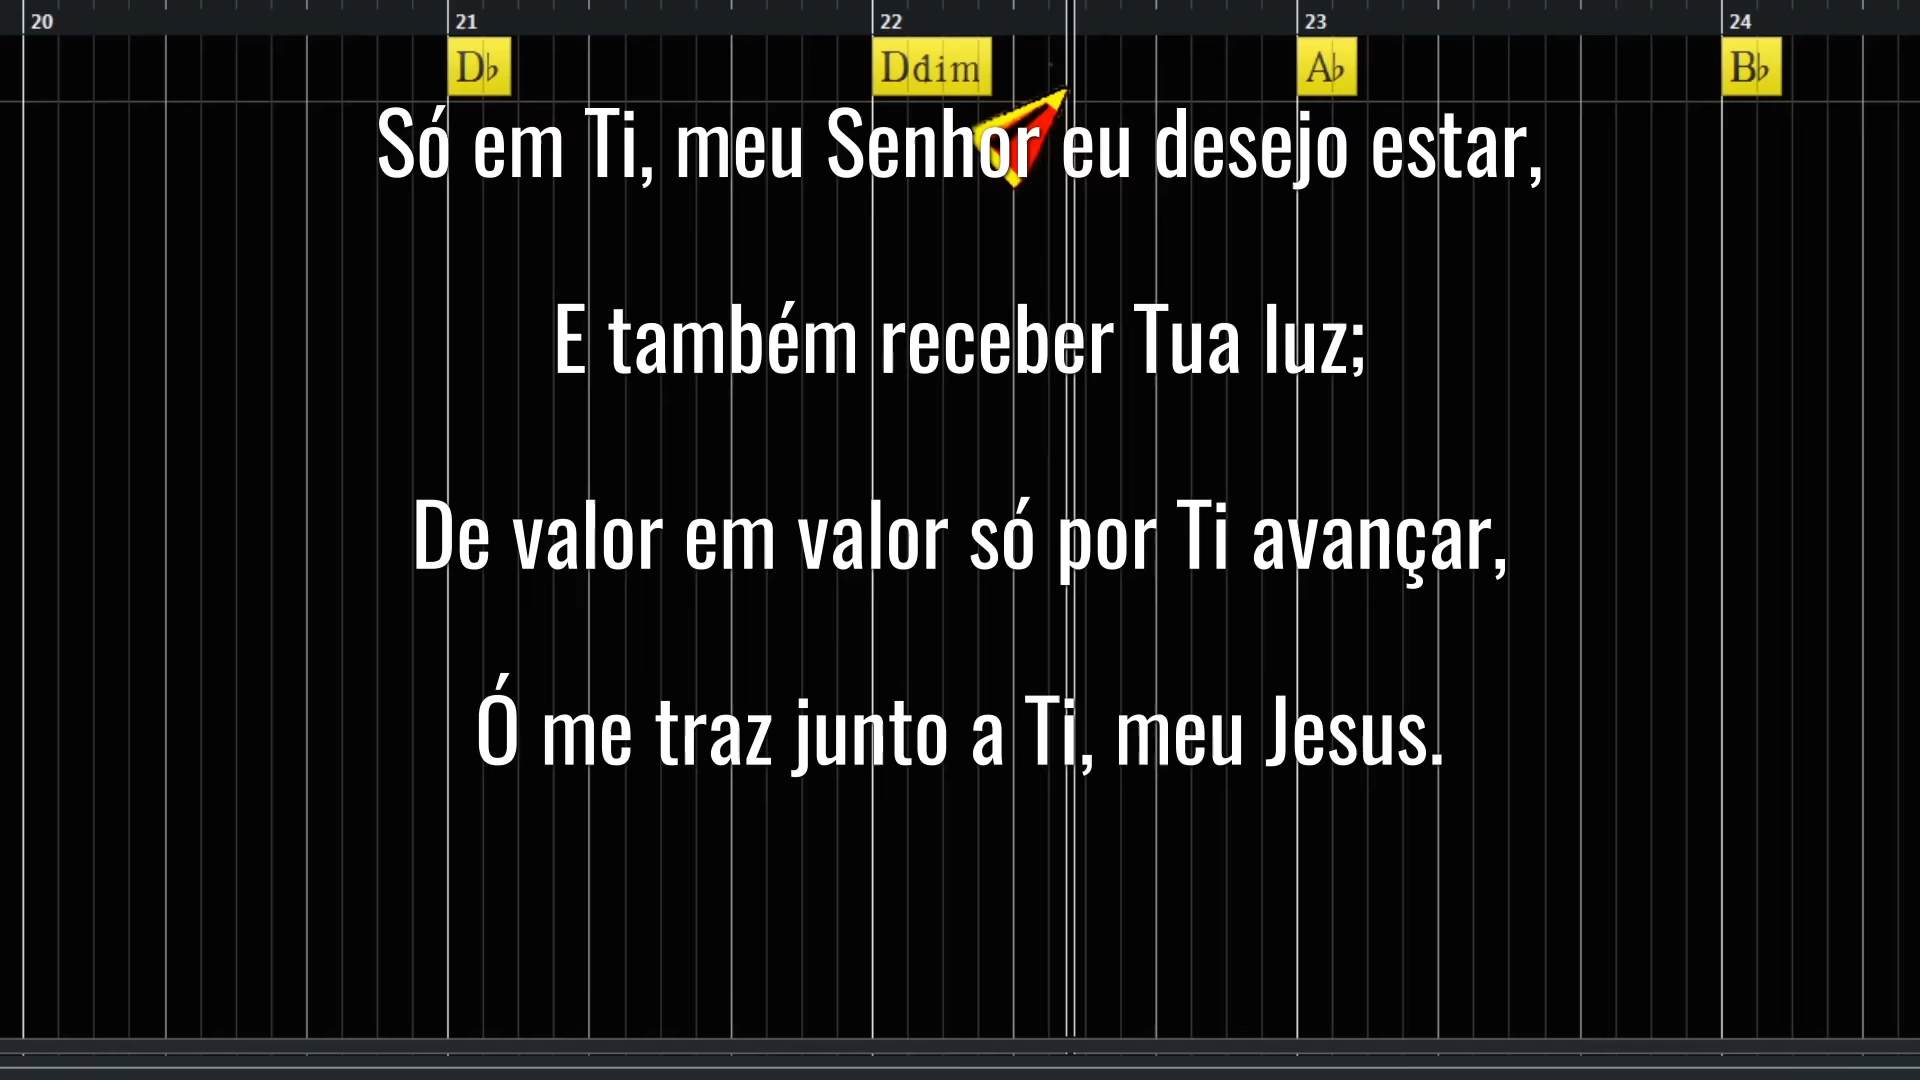 20 21 22 23 24
D♭ Ddim A♭ B♭
Só em Ti, meu Senhor eu desejo estar,
E também receber Tua luz;
De valor em valor só por Ti avançar,
Ó me traz junto a Ti, meu Jesus.